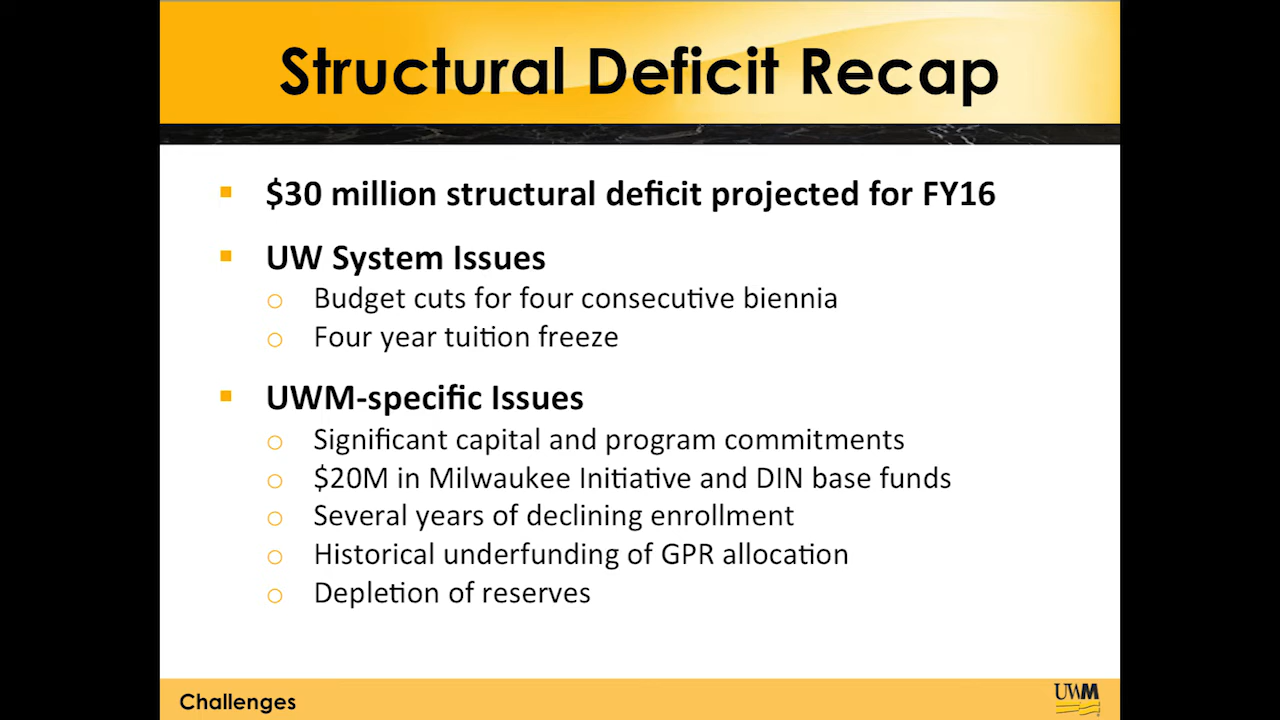 Structural Deficit Recap
$30 million structural deficit projected for FY16
UW System Issues
Budget cuts for four consecutive biennia
Four year tuition freeze
UWM-specific Issues
Significant capital and program commitments
$20M in Milwaukee Initiative and DIN base funds
Several years of declining enrollment
Historical underfunding of GPR allocation
Depletion of reserves
Challenges
UWM